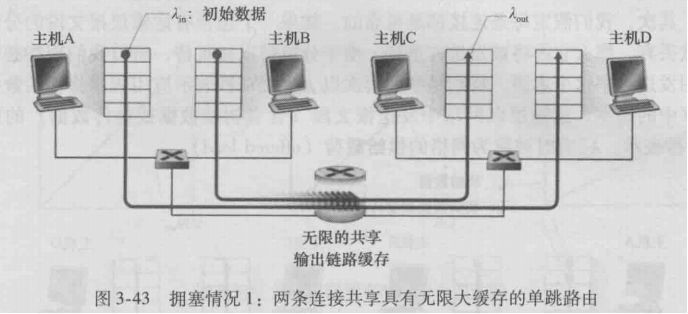 λin：初始数据
λout
主机A
主机B
主机C
主机D
无限的共享
输出链路缓存
图 3-43 拥塞情况1：两条连接共享具有无限大缓存的单跳路由